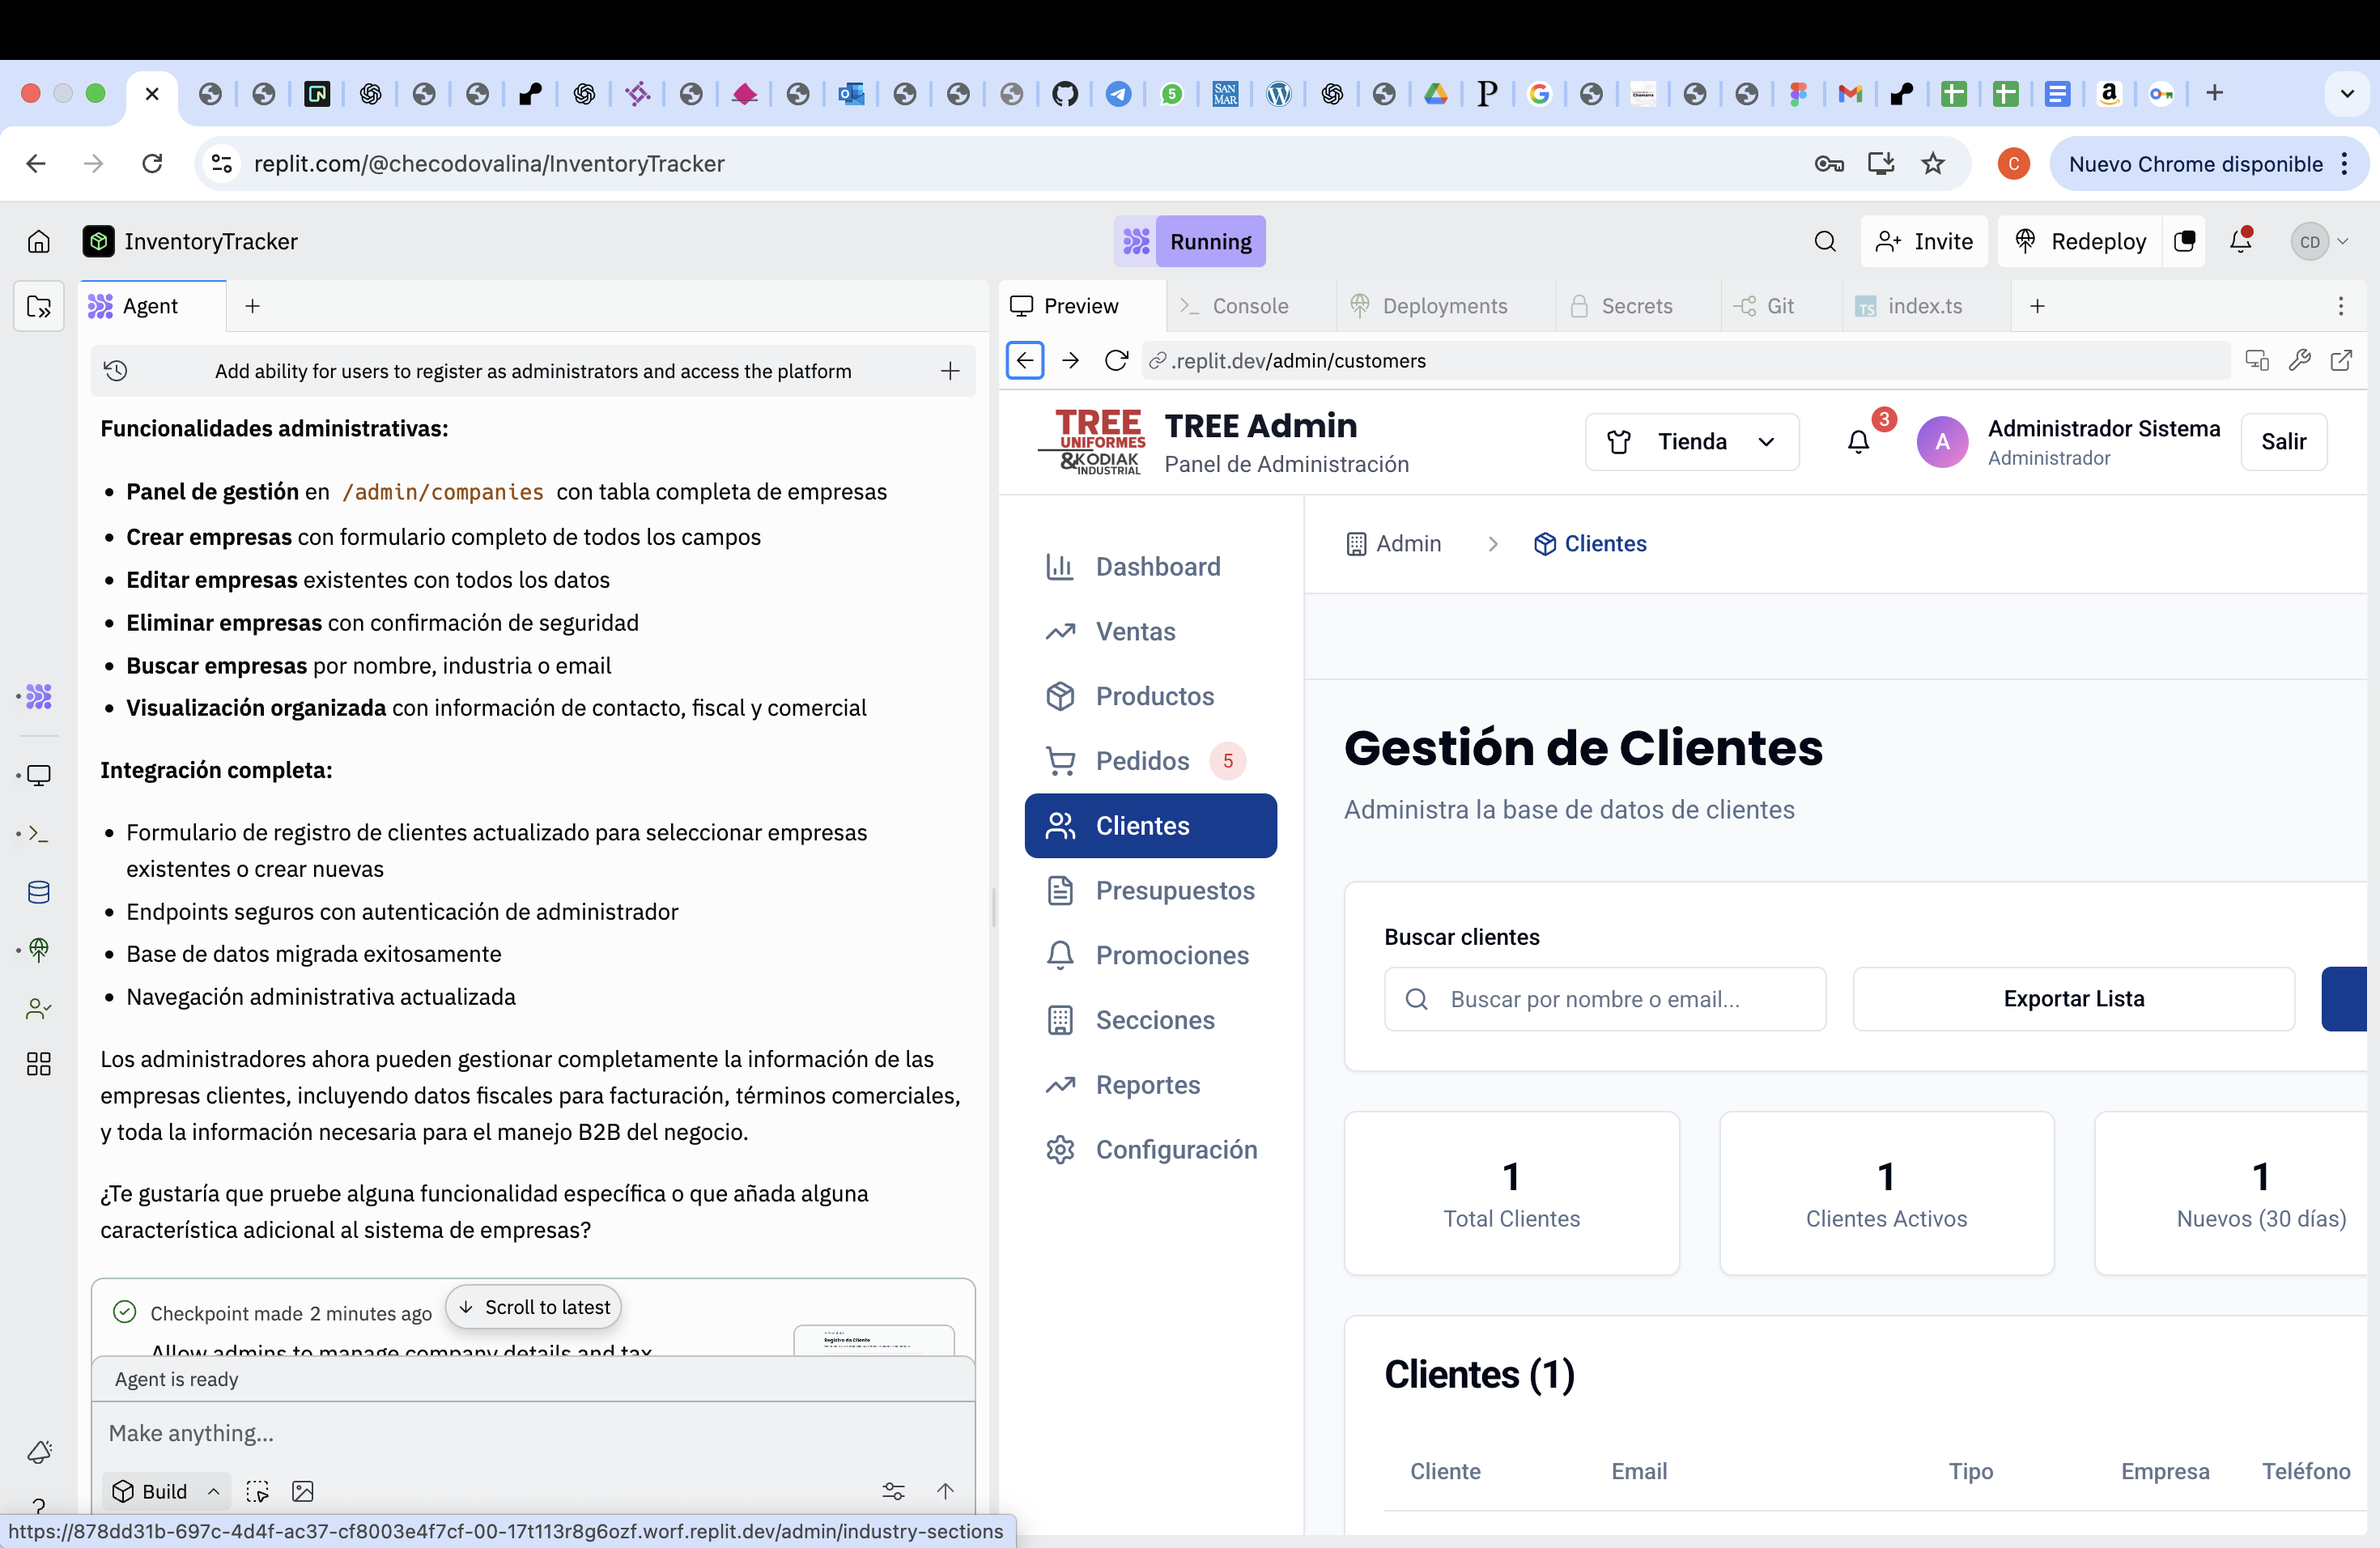 SAN
MAR
5
P
G
a
replit.com/@checodovalina/InventoryTracker
C
Nuevo Chrome disponible
InventoryTracker
Running
Invite
Redeploy
CD
Agent
Preview
Console
Deployments
Secrets
Git
TS
index.ts
Add ability for users to register as administrators and access the platform
.replit.dev/admin/customers
Funcionalidades administrativas:
• Panel de gestión en /admin/companies con tabla completa de empresas
• Crear empresas con formulario completo de todos los campos
• Editar empresas existentes con todos los datos
• Eliminar empresas con confirmación de seguridad
• Buscar empresas por nombre, industria o email
• Visualización organizada con información de contacto, fiscal y comercial
Integración completa:
• Formulario de registro de clientes actualizado para seleccionar empresas
existentes o crear nuevas
• Endpoints seguros con autenticación de administrador
• Base de datos migrada exitosamente
• Navegación administrativa actualizada
Los administradores ahora pueden gestionar completamente la información de las
empresas clientes, incluyendo datos fiscales para facturación, términos comerciales,
y toda la información necesaria para el manejo B2B del negocio.
¿Te gustaría que pruebe alguna funcionalidad específica o que añada alguna
característica adicional al sistema de empresas?
Checkpoint made 2 minutes ago
Scroll to latest
Allow admins to manage company details and tax
Registro de Cliente
Agent is ready
Make anything...
Build
?
https://878dd31b-697c-4d4f-ac37-cf8003e4f7cf-00-17t113r8g6ozf.worf.replit.dev/admin/industry-sections
TREE
UNIFORMES
&KODIAK
INDUSTRIAL
TREE Admin
Panel de Administración
Tienda
3
A
Administrador Sistema
Administrador
Salir
Dashboard
Ventas
Productos
Pedidos
5
Clientes
Presupuestos
Promociones
Secciones
Reportes
Configuración
Admin
Clientes
Gestión de Clientes
Administra la base de datos de clientes
Buscar clientes
Buscar por nombre o email...
Exportar Lista
1
Total Clientes
1
Clientes Activos
1
Nuevos (30 días)
Clientes (1)
Cliente
Email
Tipo
Empresa
Teléfono